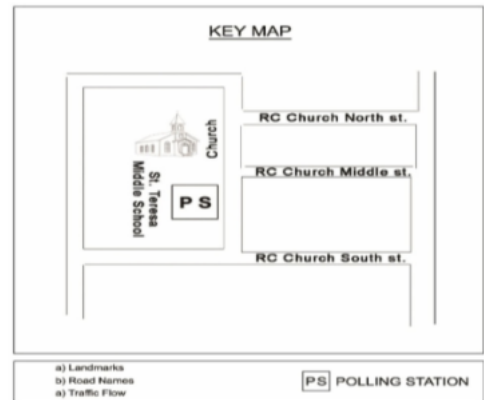 KEY MAP
RC Church North st.
Church
RC Church Middle st.
St. Teresa
Middle School
PS
RC Church South st.
a) Landmarks
b) Road Names
a) Traffic Flow
PS POLLING STATION